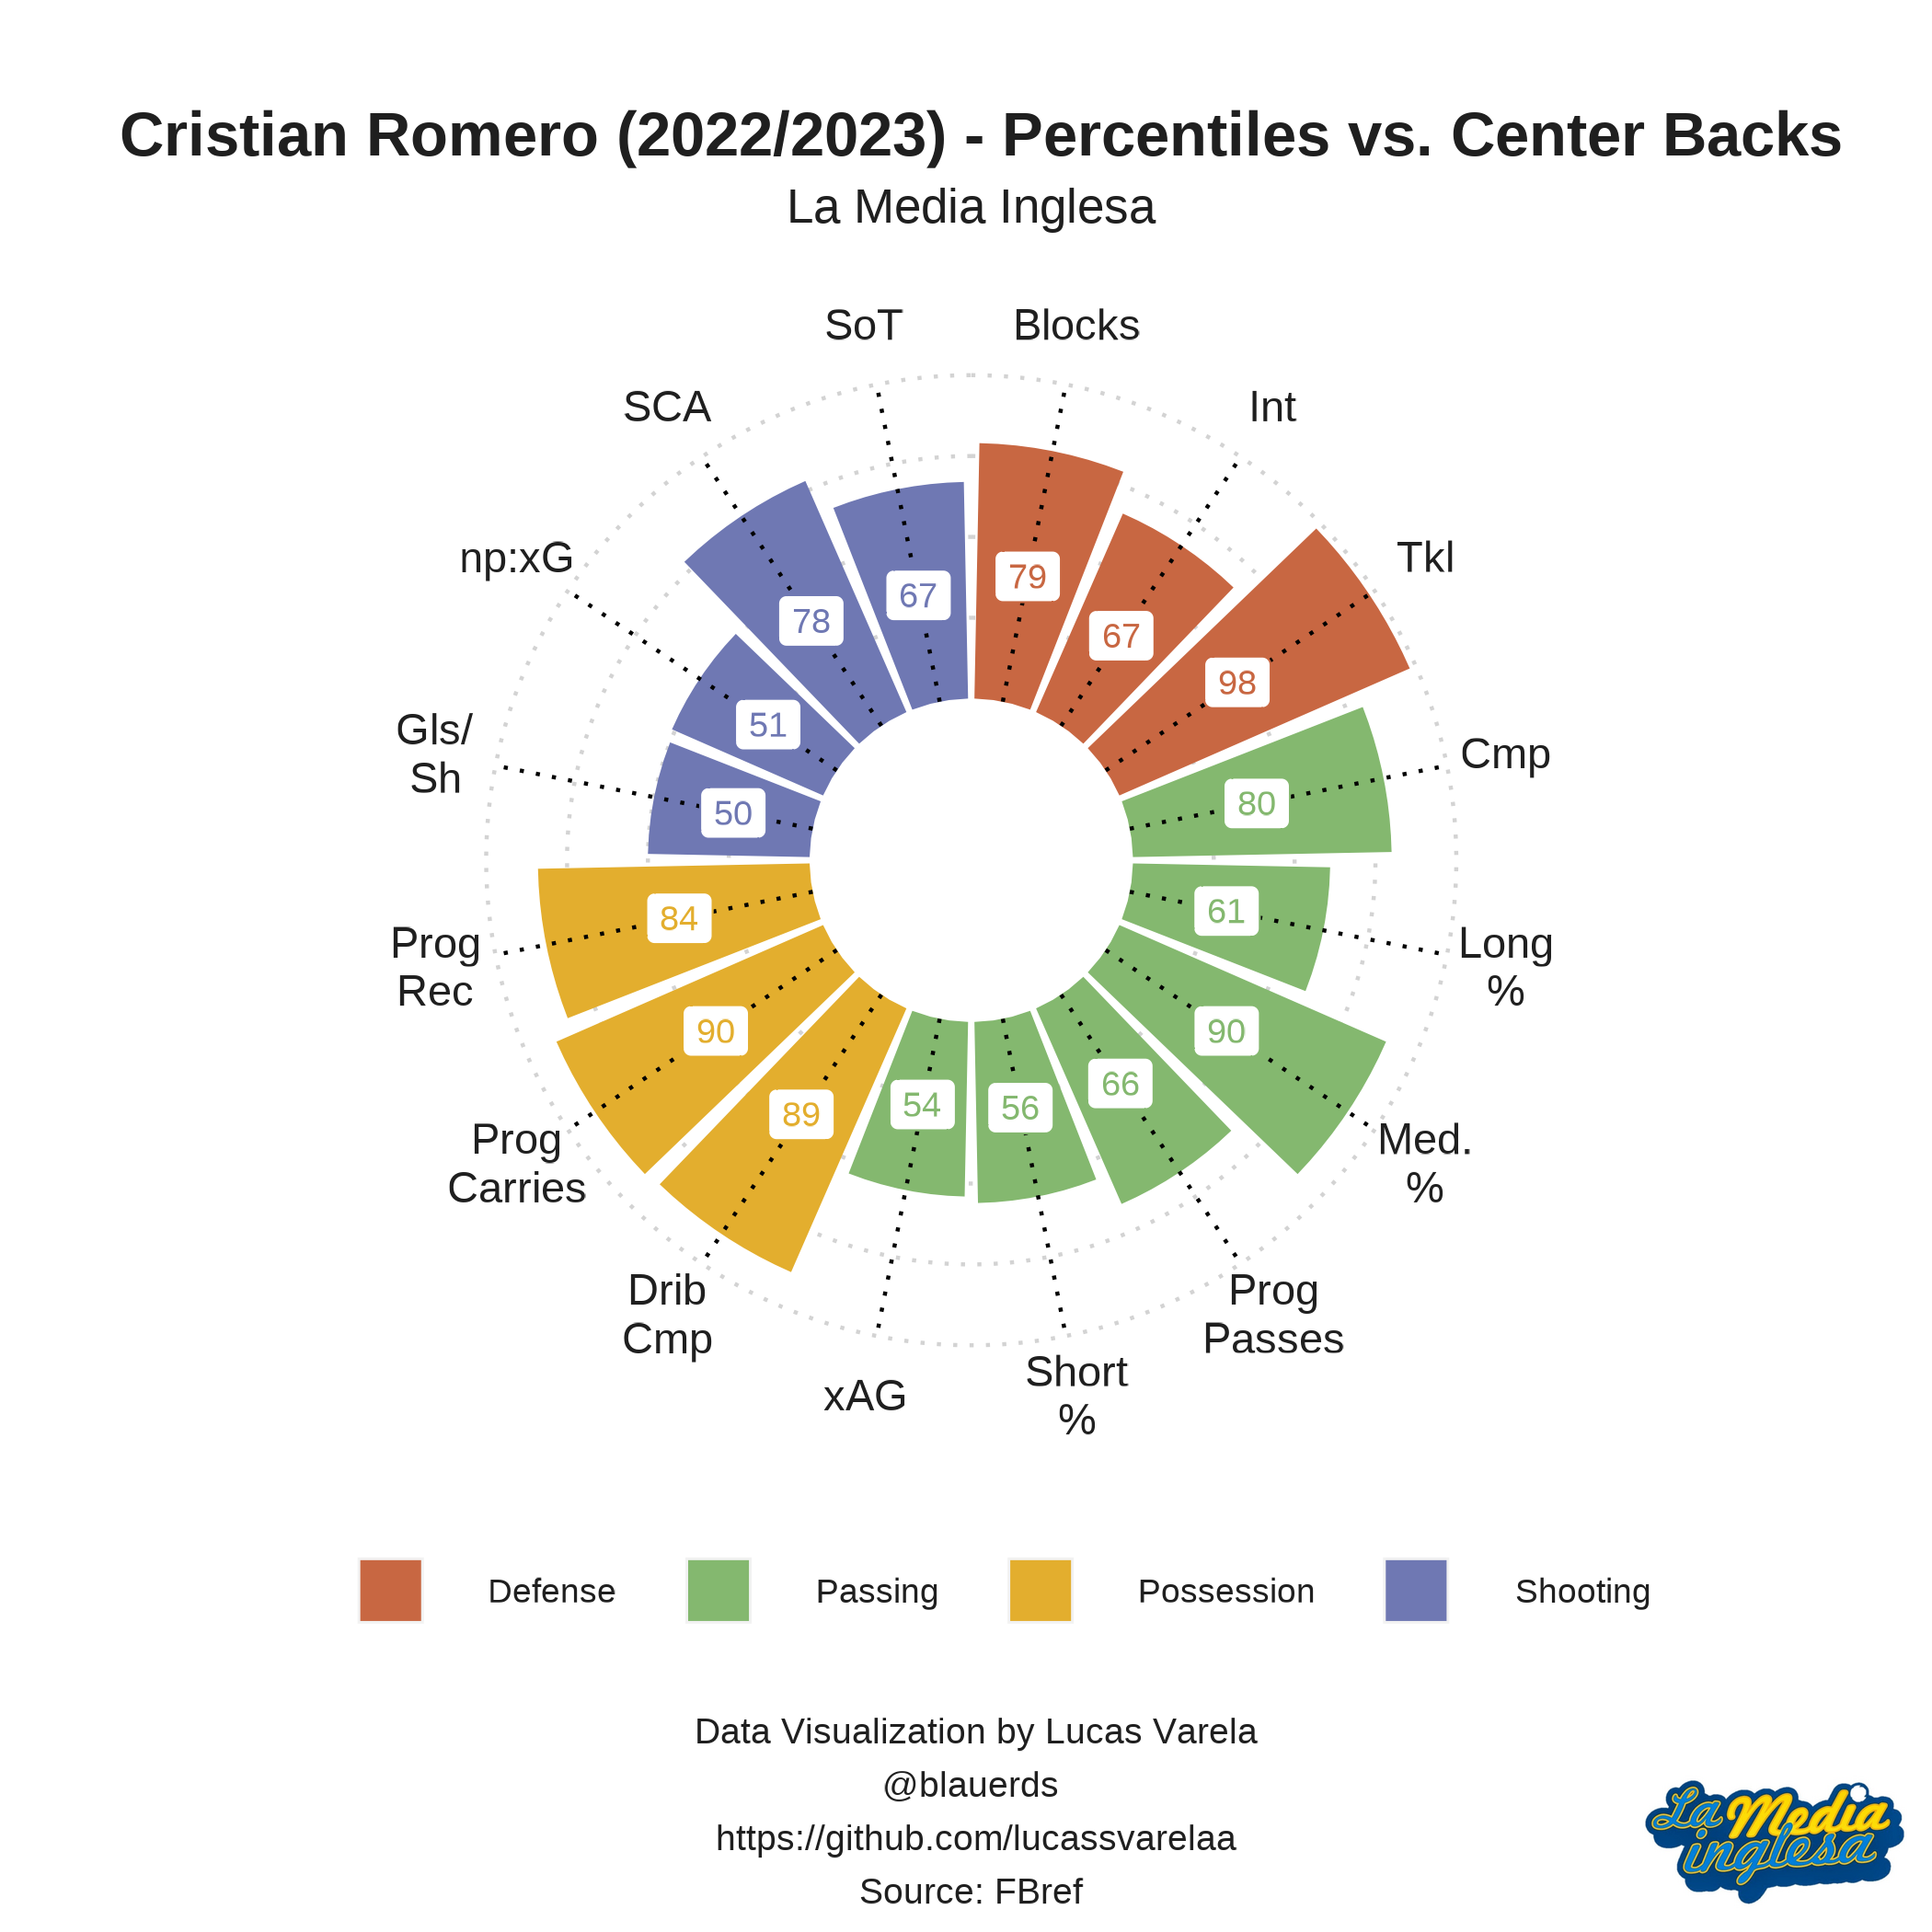 Cristian Romero (2022/2023) - Percentiles vs. Center Backs
La Media Inglesa
SoT
Blocks
SCA
Int
np:xG
Tkl
Gls/
Sh
Cmp
Prog
Rec
Long
%
Prog
Carries
Med.
%
Drib
Cmp
Prog
Passes
xAG
Short
%
79
67
98
80
61
90
66
56
54
89
90
84
50
51
78
67
Defense
Passing
Possession
Shooting
Data Visualization by Lucas Varela
@blauerds
https://github.com/lucassvarelaa
Source: FBref
La Media
inglesa